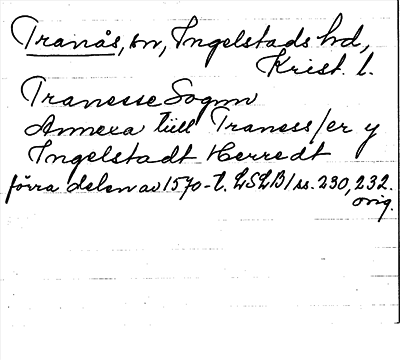 Tranås, sn, Ingelstads hd,
Krist. l.
Tranesse Sognn
Annexa tiill Traness/er y
Ingelstadt Herredt
förra delen av 1570-t. LSLB/ss. 230, 232.
orig.